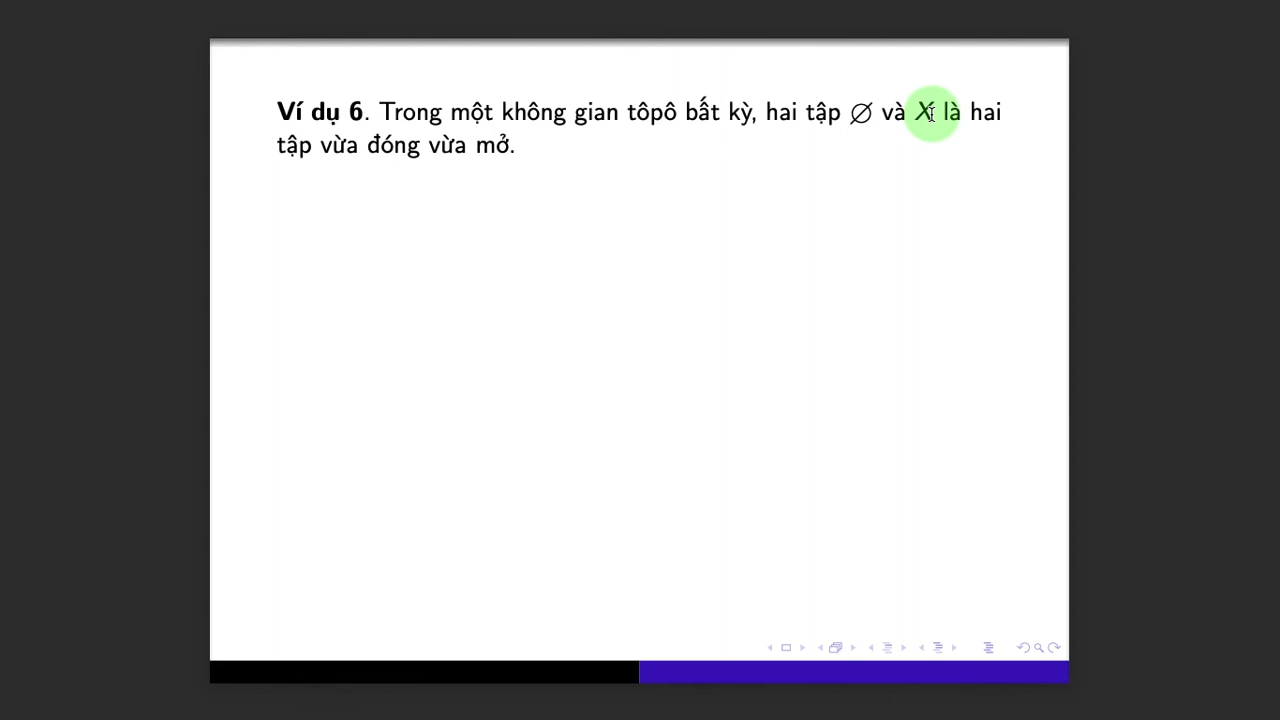 Ví dụ 6. Trong một không gian tôpô bất kỳ, hai tập ∅ và X là hai
tập vừa đóng vừa mở.